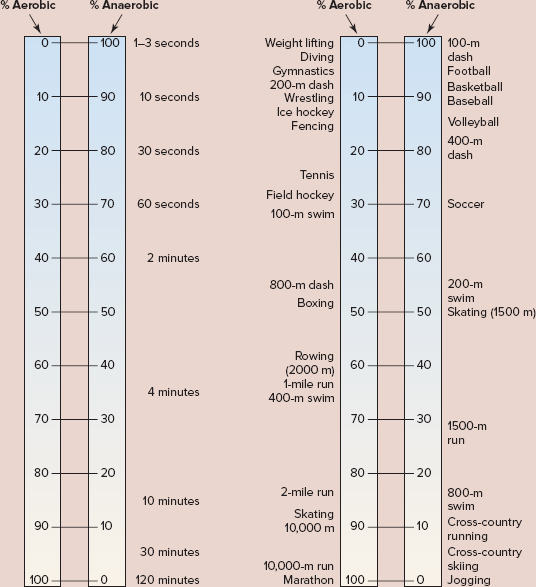 % Aerobic % Anaerobic % Aerobic % Anaerobic
0 100 1–3 seconds
10 90 10 seconds
20 80 30 seconds
30 70 60 seconds
40 60 2 minutes
50 50
60 40
4 minutes
70 30
80 20
10 minutes
90 10
30 minutes
100 0 120 minutes
Weight lifting
Diving
Gymnastics
200-m dash
Wrestling
Ice hockey
Fencing
Tennis
Field hockey
100-m swim
800-m dash
Boxing
Rowing
(2000 m)
1-mile run
400-m swim
2-mile run
Skating
10,000 m
10,000-m run
Marathon
0 100
10 90
20 80
30 70
40 60
50 50
60 40
70 30
80 20
90 10
100 0
100-m
dash
Football
Basketball
Baseball
Volleyball
400-m
dash
Soccer
200-m
swim
Skating (1500 m)
1500-m
run
800-m
swim
Cross-country
running
Cross-country
skiing
Jogging